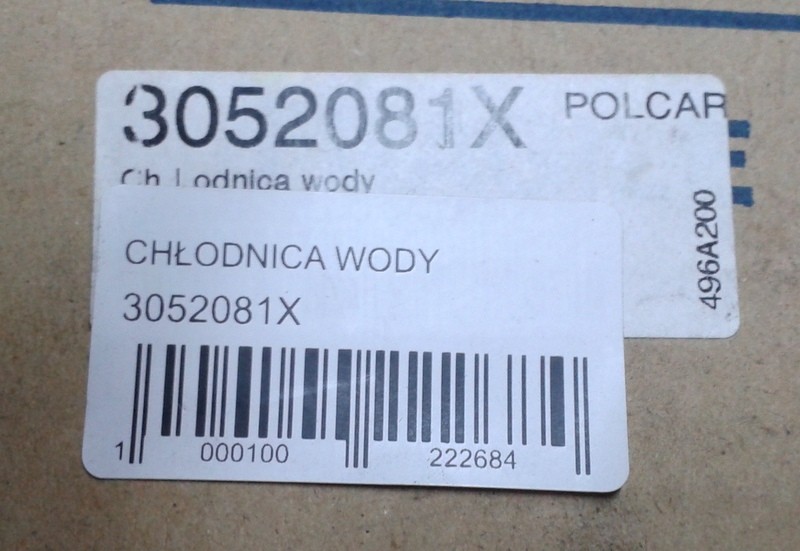 3052081X
POLCAR
Ch Lodnica wody
496A200
CHŁODNICA WODY
3052081X
1 000100 222684